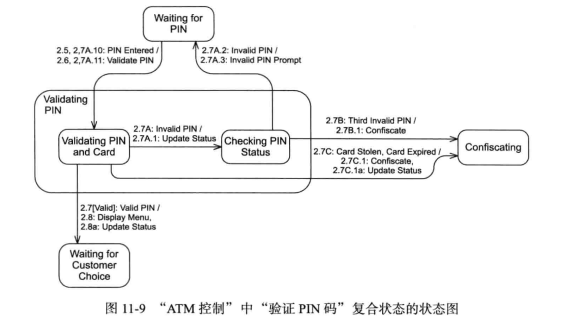 Waiting for
PIN
2.5, 2,7A.10: PIN Entered /
2.6, 2,7A.11: Validate PIN
2.7A.2: Invalid PIN /
2.7A.3: Invalid PIN Prompt
Validating
PIN
Validating PIN
and Card
2.7A: Invalid PIN /
2.7A.1: Update Status
Checking PIN
Status
2.7B: Third Invalid PIN /
2.7B.1: Confiscate
2.7C: Card Stolen, Card Expired /
2.7C.1: Confiscate,
2.7C.1a: Update Status
Confiscating
2.7[Valid]: Valid PIN /
2.8: Display Menu,
2.8a: Update Status
Waiting for
Customer
Choice
图 11-9 “ATM 控制”中“验证 PIN 码”复合状态的状态图